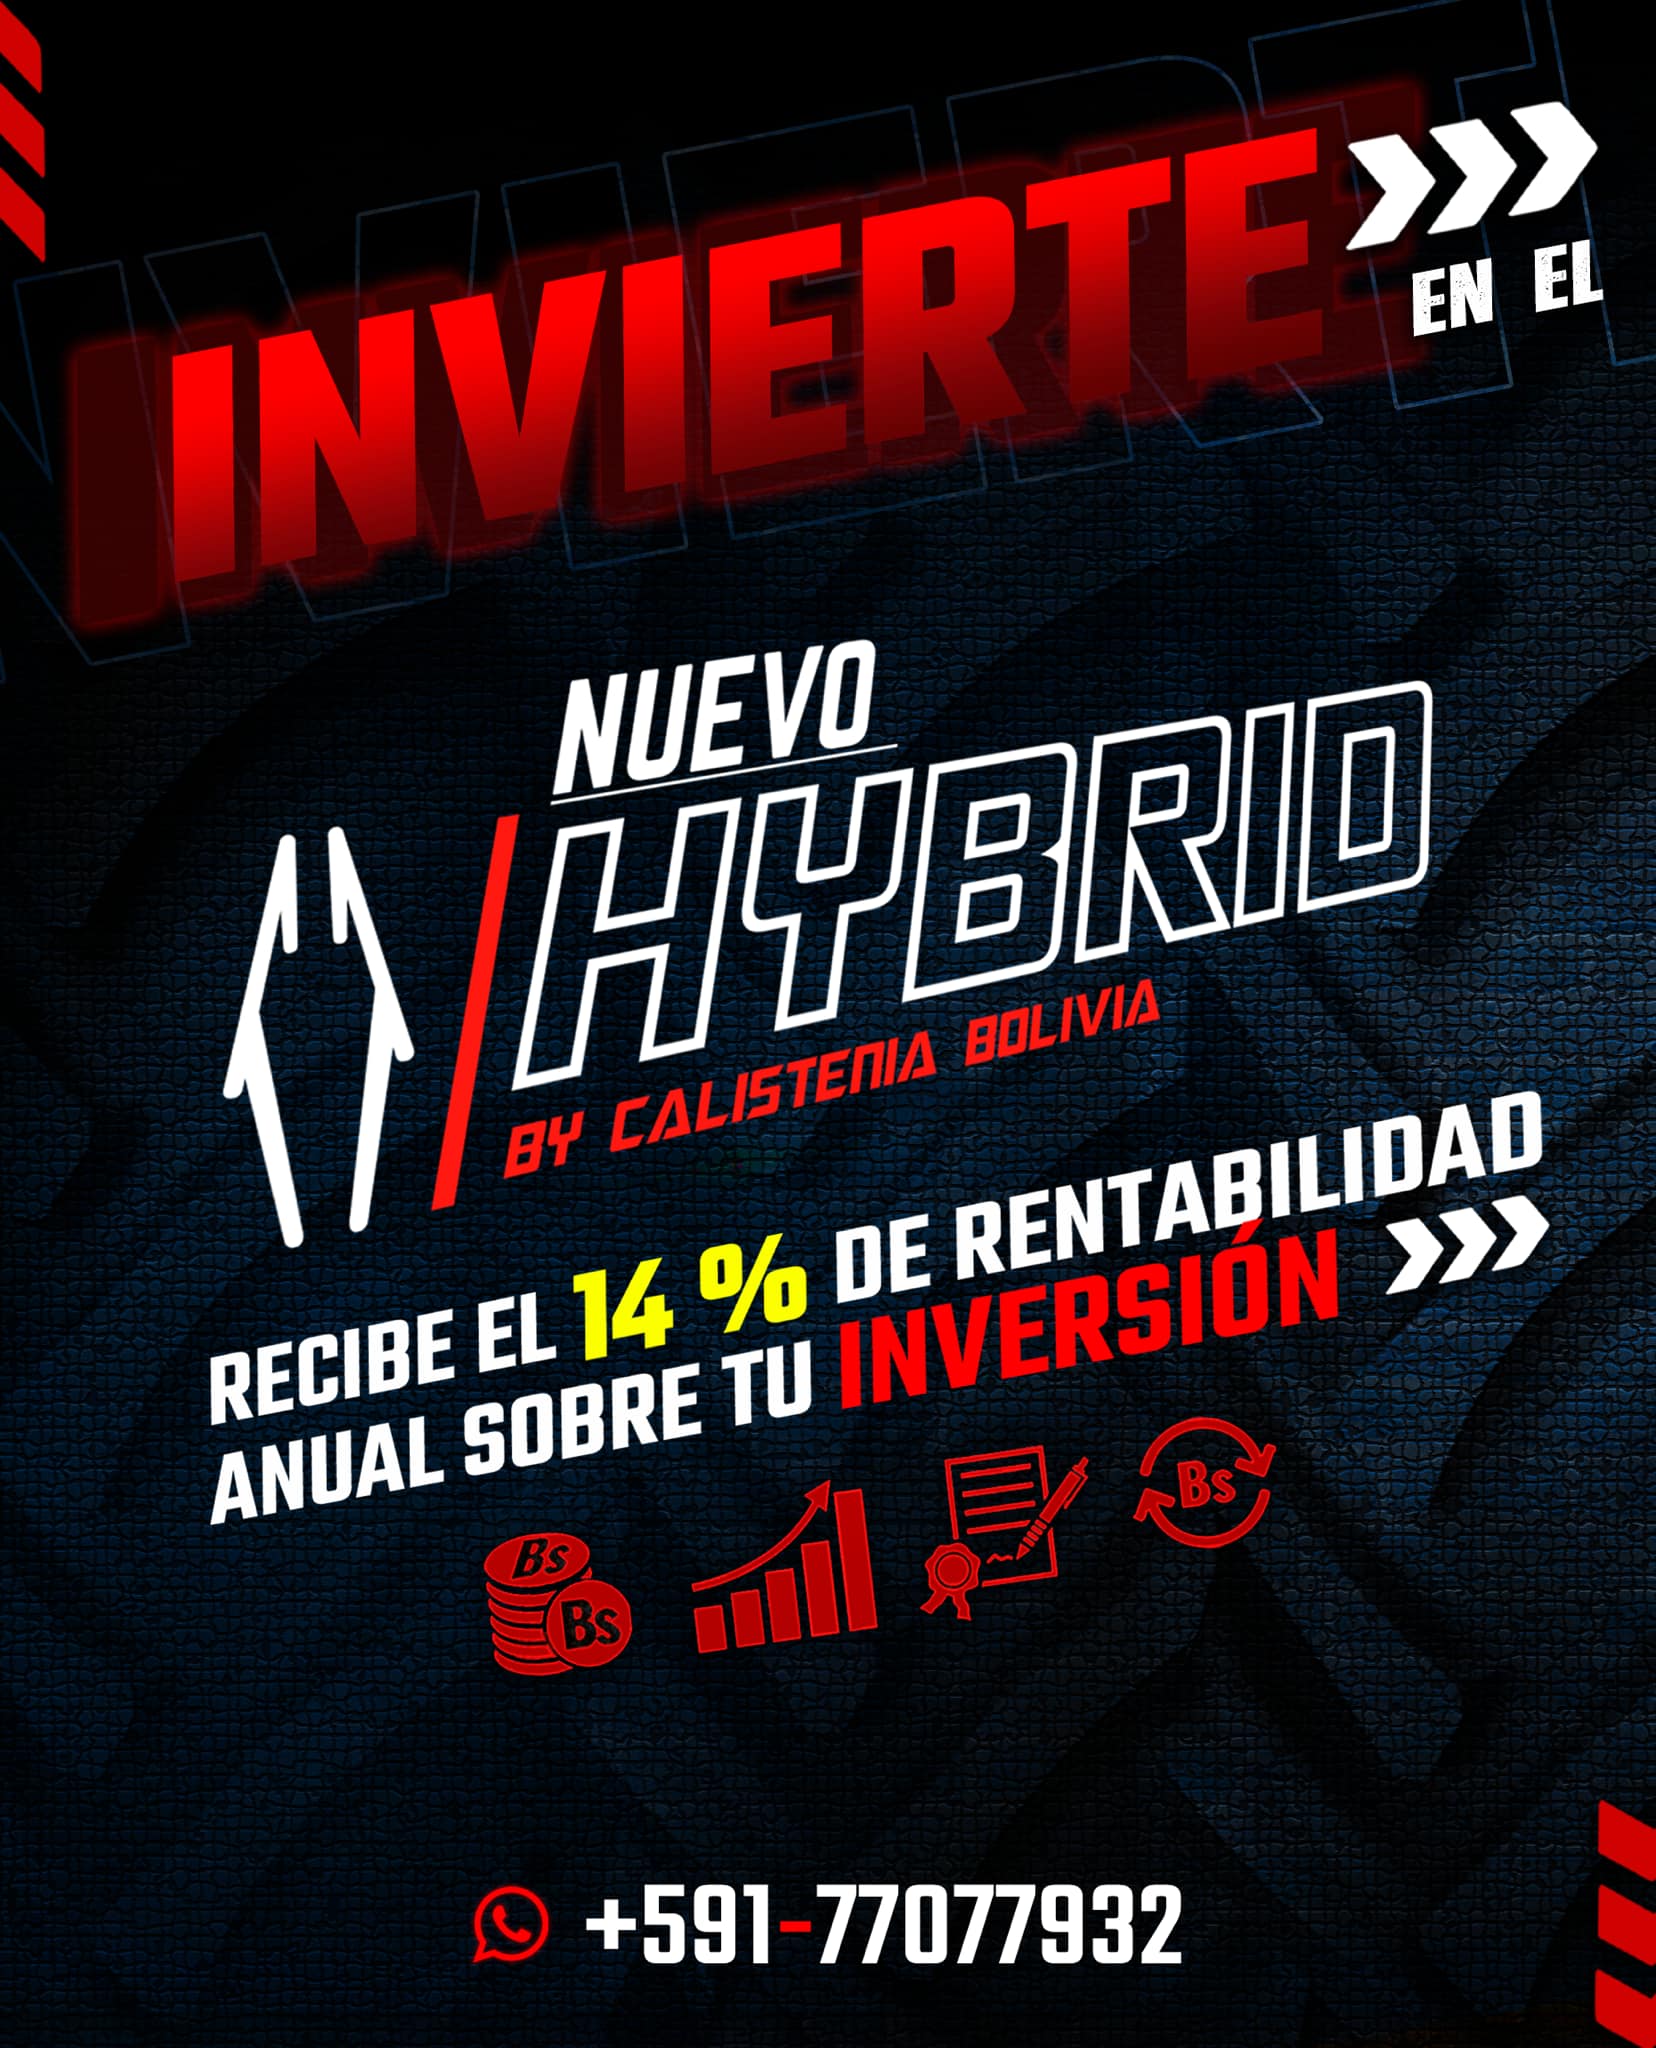 INVIERTE
EN EL
NUEVO
HYBRID
BY CALISTENIA BOLIVIA
RECIBE EL 14 % DE RENTABILIDAD
ANUAL SOBRE TU INVERSIÓN
Bs
Bs
Bs
+591-77077932